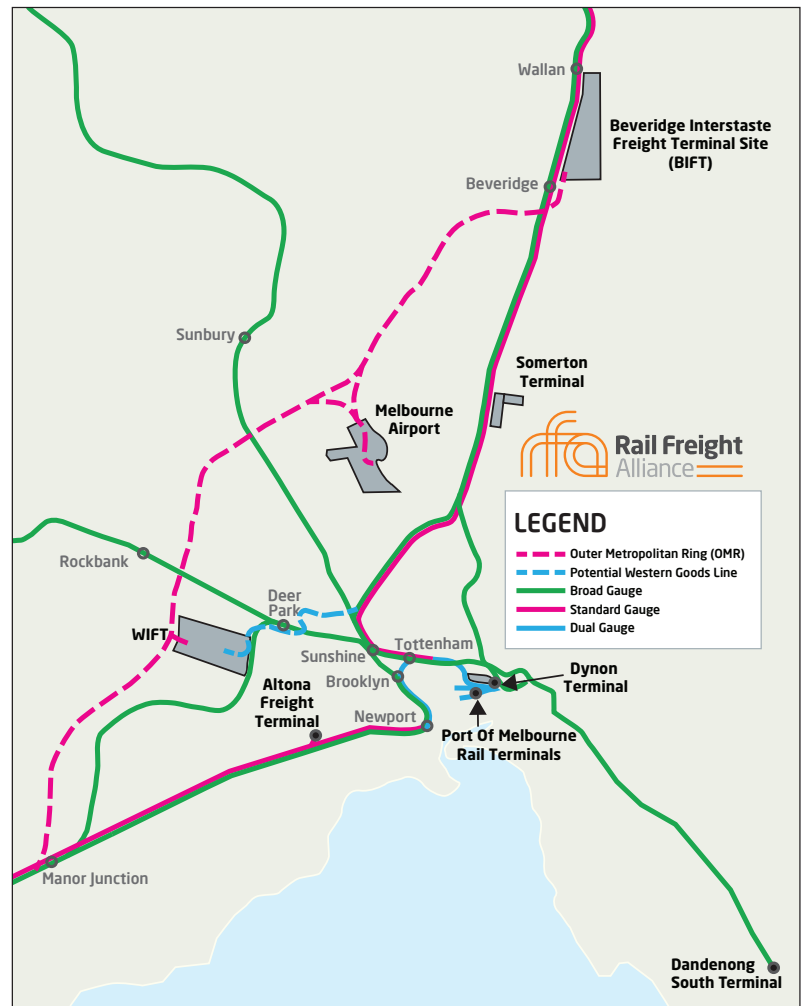 Wallan
Beveridge Interstaste
Freight Terminal Site
(BIFT)
Beveridge
Sunbury
Somerton
Terminal
Melbourne
Airport
Rail Freight
Alliance
LEGEND
Outer Metropolitan Ring (OMR)
Potential Western Goods Line
Broad Gauge
Standard Gauge
Dual Gauge
Rockbank
Deer
Park
WIFT
Sunshine
Tottenham
Brooklyn
Dynon
Terminal
Altona
Freight
Terminal
Newport
Port Of Melbourne
Rail Terminals
Manor Junction
Dandenong
South Terminal